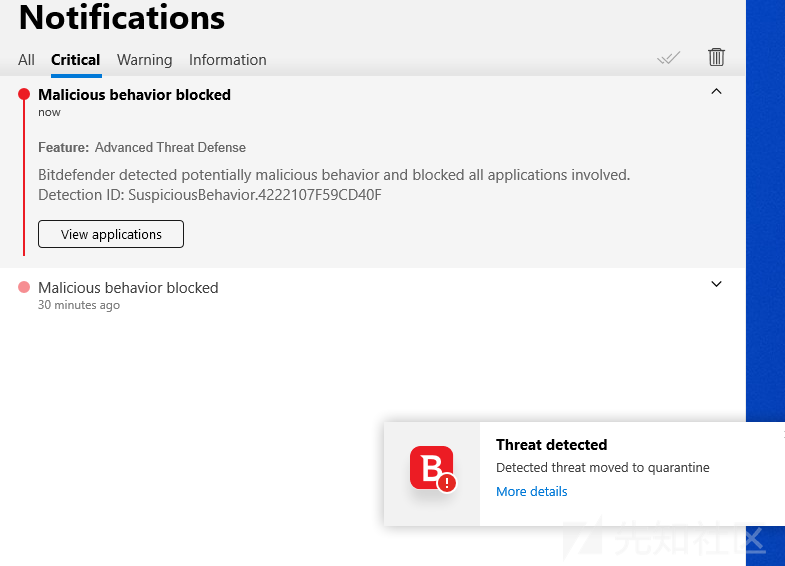 Notifications
All Critical Warning Information
Malicious behavior blocked
now
Feature: Advanced Threat Defense
Bitdefender detected potentially malicious behavior and blocked all applications involved.
Detection ID: SuspiciousBehavior.4222107F59CD40F
View applications
Malicious behavior blocked
30 minutes ago
B
Threat detected
Detected threat moved to quarantine
More details
先知社区